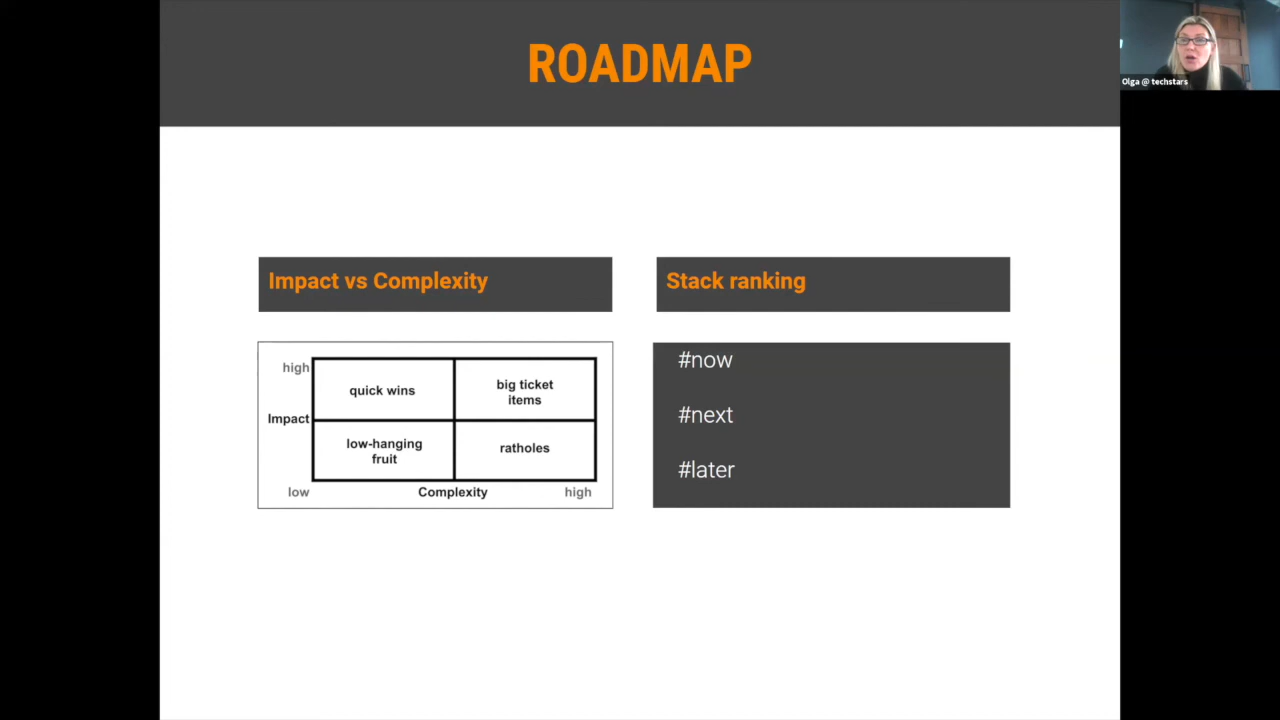 ROADMAP
Olga @ techstars
Impact vs Complexity
high
quick wins
big ticket
items
Impact
low-hanging
fruit
ratholes
low
Complexity
high
Stack ranking
#now
#next
#later